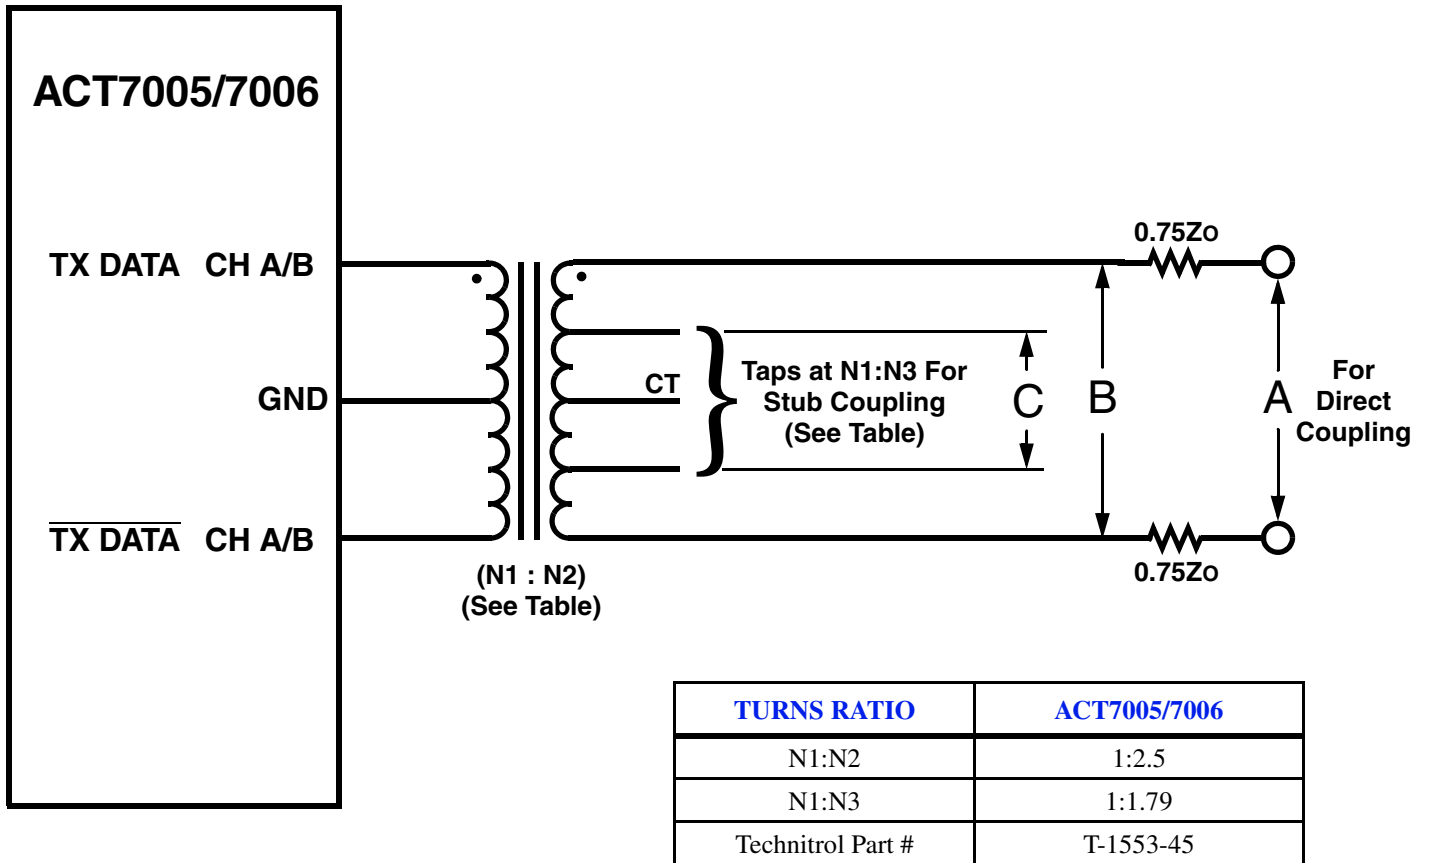 ACT7005/7006
TX DATA CH A/B
GND
TX DATA CH A/B
(N1 : N2)
(See Table)
CT
Taps at N1:N3 For
Stub Coupling
(See Table)
C
B
0.75Zo
0.75Zo
A
For
Direct
Coupling
TURNS RATIO ACT7005/7006
N1:N2 1:2.5
N1:N3 1:1.79
Technitrol Part # T-1553-45